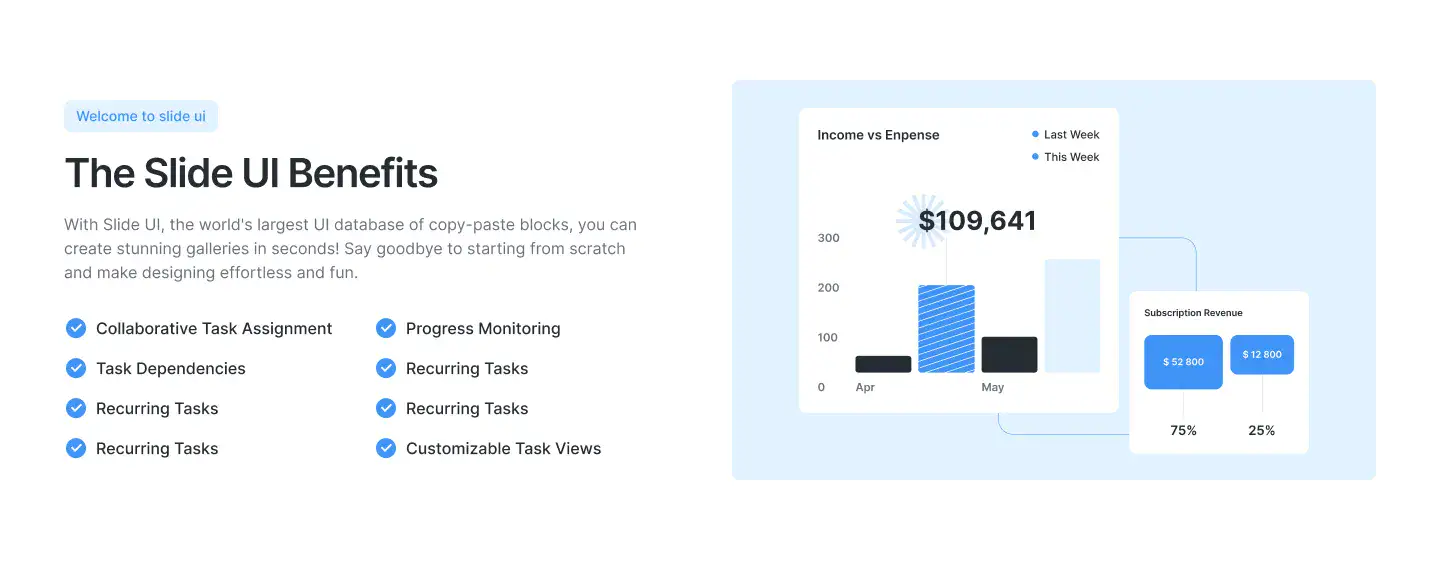 Welcome to slide ui
The Slide UI Benefits
With Slide UI, the world's largest UI database of copy-paste blocks, you can
create stunning galleries in seconds! Say goodbye to starting from scratch
and make designing effortless and fun.
Collaborative Task Assignment
Progress Monitoring
Task Dependencies
Recurring Tasks
Recurring Tasks
Recurring Tasks
Recurring Tasks
Customizable Task Views
Income vs Enpense
Last Week
This Week
$109,641
300
200
100
0
Apr
May
Subscription Revenue
$ 52 800
$ 12 800
75%
25%